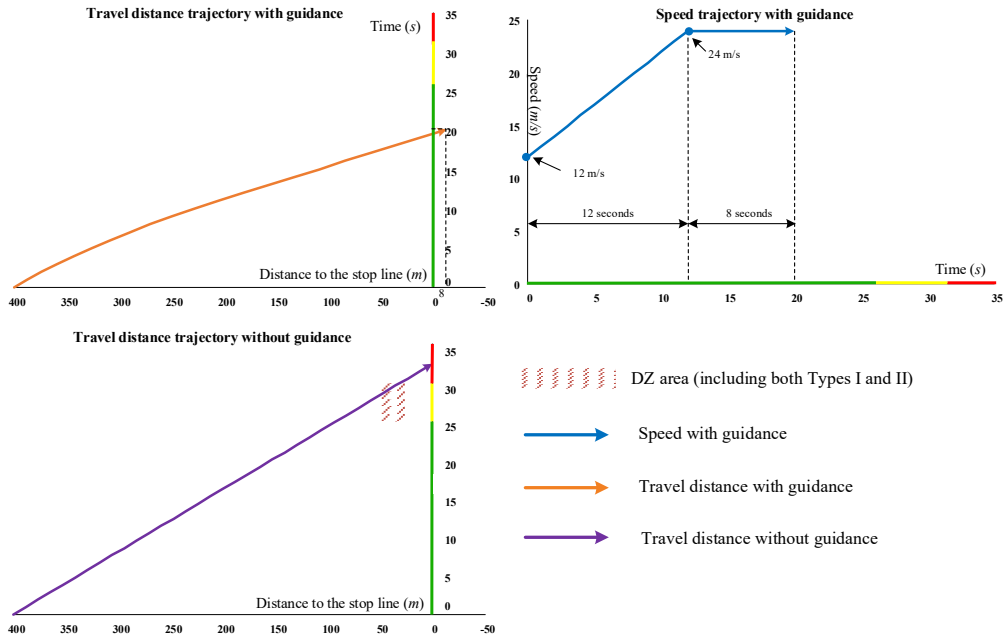 Travel distance trajectory with guidance
Time (s)
35
30
25
20
15
10
5
0
Distance to the stop line (m)
8
400 350 300 250 200 150 100 50 0 -50
Speed trajectory with guidance
25
20
15
10
5
0
Speed (m/s)
24 m/s
12 m/s
12 seconds
8 seconds
Time (s)
0 5 10 15 20 25 30 35
Travel distance trajectory without guidance
35
30
25
20
15
10
5
0
Distance to the stop line (m)
400 350 300 250 200 150 100 50 0 -50
DZ area (including both Types I and II)
Speed with guidance
Travel distance with guidance
Travel distance without guidance